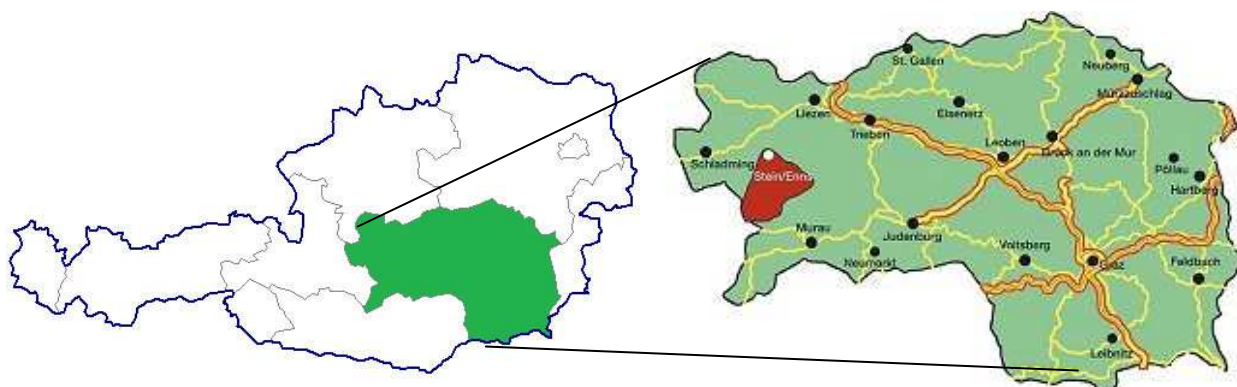 St. Gallen
Neuberg
Mürzzuschlag
Liezen
Eisenerz
Trieben
Leoben
Bruck an der Mur
Schladming
Stein/Enns
Pöllau
Hartberg
Murau
Judenburg
Voitsberg
Neumarkt
Graz
Feldbach
Leibnitz